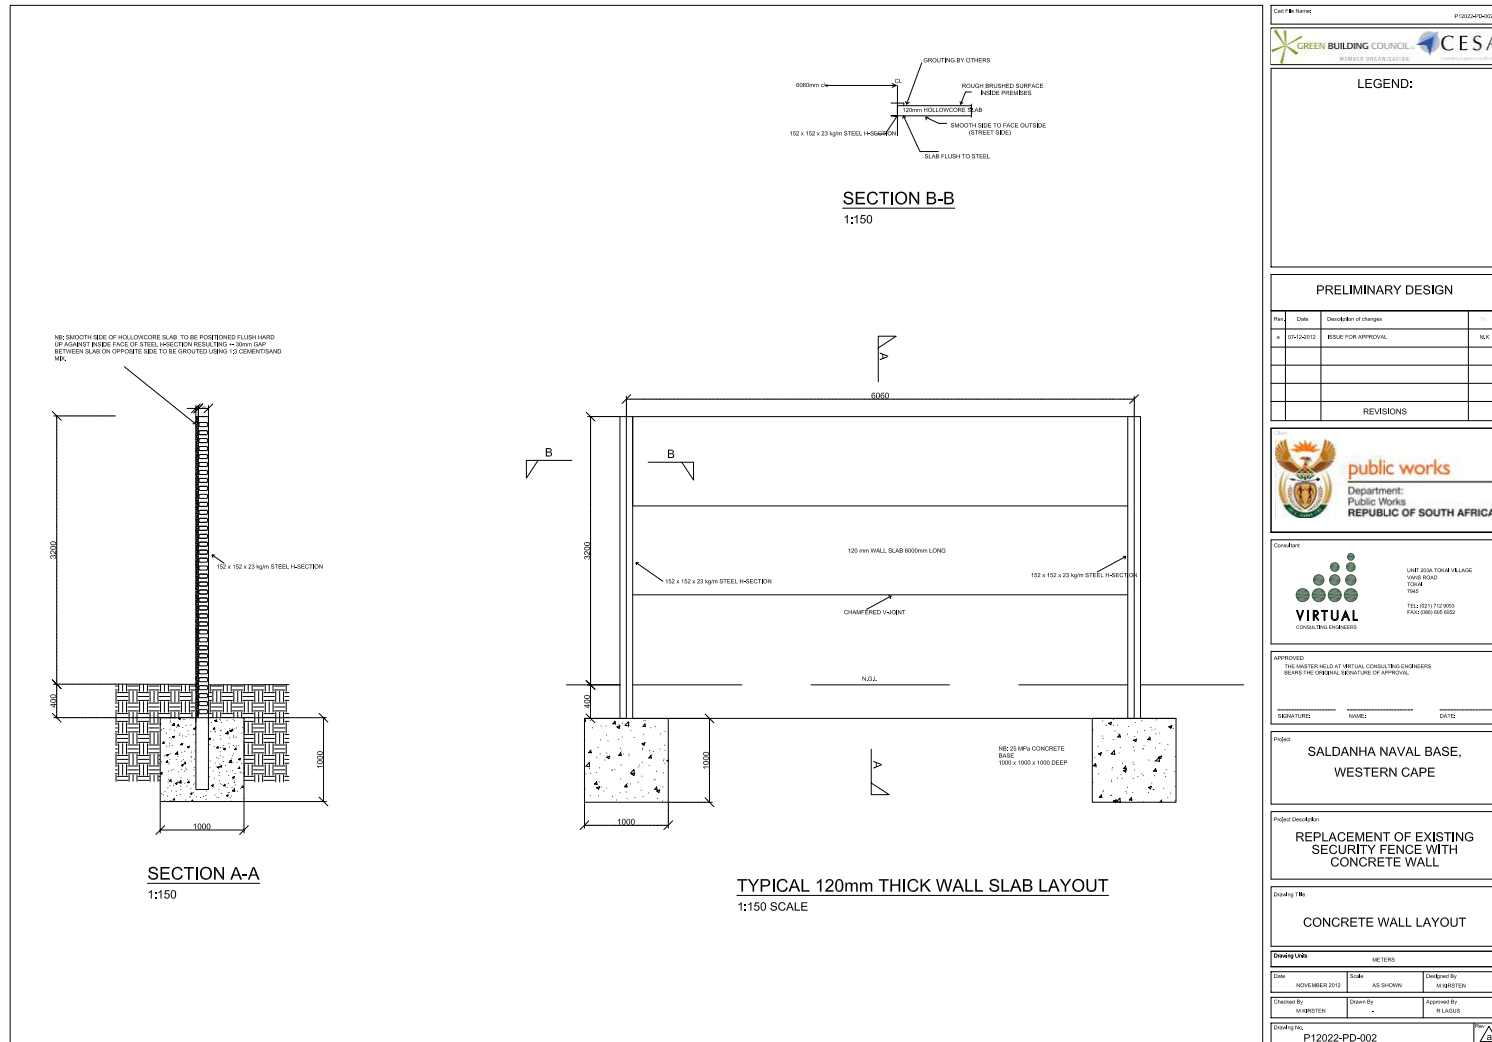 GROUTING BY OTHERS
6060mm c/c
CL
ROUGH BRUSHED SURFACE
INSIDE PREMISES
120mm HOLLOWCORE SLAB
152 x 152 x 23 kg/m STEEL H-SECTION
SMOOTH SIDE TO FACE OUTSIDE
(STREET SIDE)
SLAB FLUSH TO STEEL
SECTION B-B
1:150
NB: SMOOTH SIDE OF HOLLOWCORE SLAB TO BE POSITIONED FLUSH HARD
UP AGAINST INSIDE FACE OF STEEL H-SECTION RESULTING +- 30mm GAP
BETWEEN SLAB ON OPPOSITE SIDE TO BE GROUTED USING 1:3 CEMENT/SAND
MIX.
3200
400
152 x 152 x 23 kg/m STEEL H-SECTION
1000
1000
SECTION A-A
1:150
A
6060
B
B
3200
400
120 mm WALL SLAB 6000mm LONG
152 x 152 x 23 kg/m STEEL H-SECTION
152 x 152 x 23 kg/m STEEL H-SECTION
CHAMFERED V-JOINT
N.G.L
NB: 25 MPa CONCRETE
BASE
1000 x 1000 x 1000 DEEP
1000
1000
A
TYPICAL 120mm THICK WALL SLAB LAYOUT
1:150 SCALE
Cad File Name:
P12022-PD-002
GREEN BUILDING COUNCIL
MEMBER ORGANISATION
CESA
LEGEND:
PRELIMINARY DESIGN
Rev. Date Description of changes
a 07-12-2012 ISSUE FOR APPROVAL M.K
REVISIONS
Client
public works
Department:
Public Works
REPUBLIC OF SOUTH AFRICA
Consultant
VIRTUAL
CONSULTING ENGINEERS
UNIT 203A TOKAI VILLAGE
VANS ROAD
TOKAI
7945
TEL: (021) 712 9053
FAX: (086) 605 6052
APPROVED
THE MASTER HELD AT VIRTUAL CONSULTING ENGINEERS
BEARS THE ORIGINAL SIGNATURE OF APPROVAL
SIGNATURE: NAME: DATE:
Project
SALDANHA NAVAL BASE,
WESTERN CAPE
Project Description
REPLACEMENT OF EXISTING
SECURITY FENCE WITH
CONCRETE WALL
Drawing Title
CONCRETE WALL LAYOUT
Drawing Units
METERS
Date Scale Designed By
NOVEMBER 2012 AS SHOWN M KIRSTEN
Checked By Drawn By Approved By
M KIRSTEN - R LAGUS
Drawing No. Rev
P12022-PD-002 a